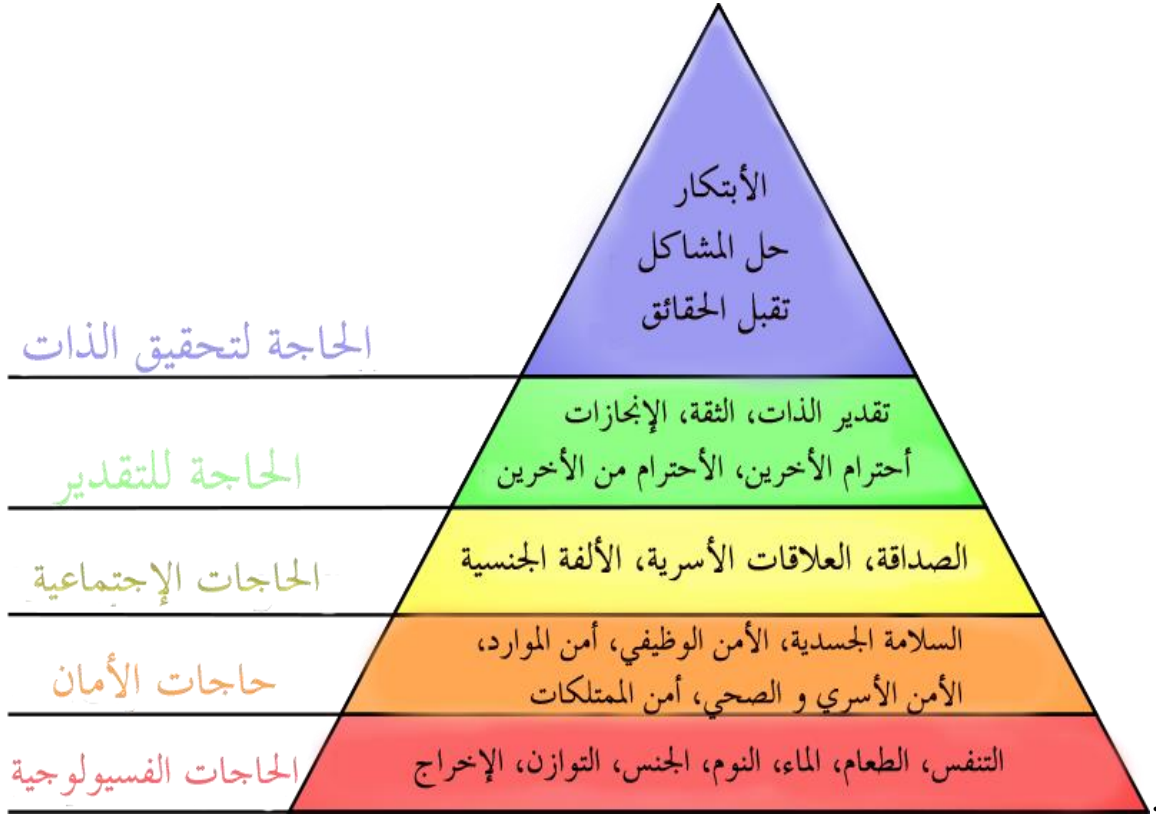 الأبتكار
حل المشاكل
تقبل الحقائق
الحاجة لتحقيق الذات
تقدير الذات، الثقة، الإنجازات
أحترام الأخرين، الأحترام من الأخرين
الحاجة للتقدير
الصداقة، العلاقات الأسرية، الألفة الجنسية
الحاجات الإجتماعية
السلامة الجسدية، الأمن الوظيفي، أمن الموارد،
الأمن الأسري و الصحي، أمن الممتلكات
حاجات الأمان
التنفس، الطعام، الماء، النوم، الجنس، التوازن، الإخراج
الحاجات الفسيولوجية